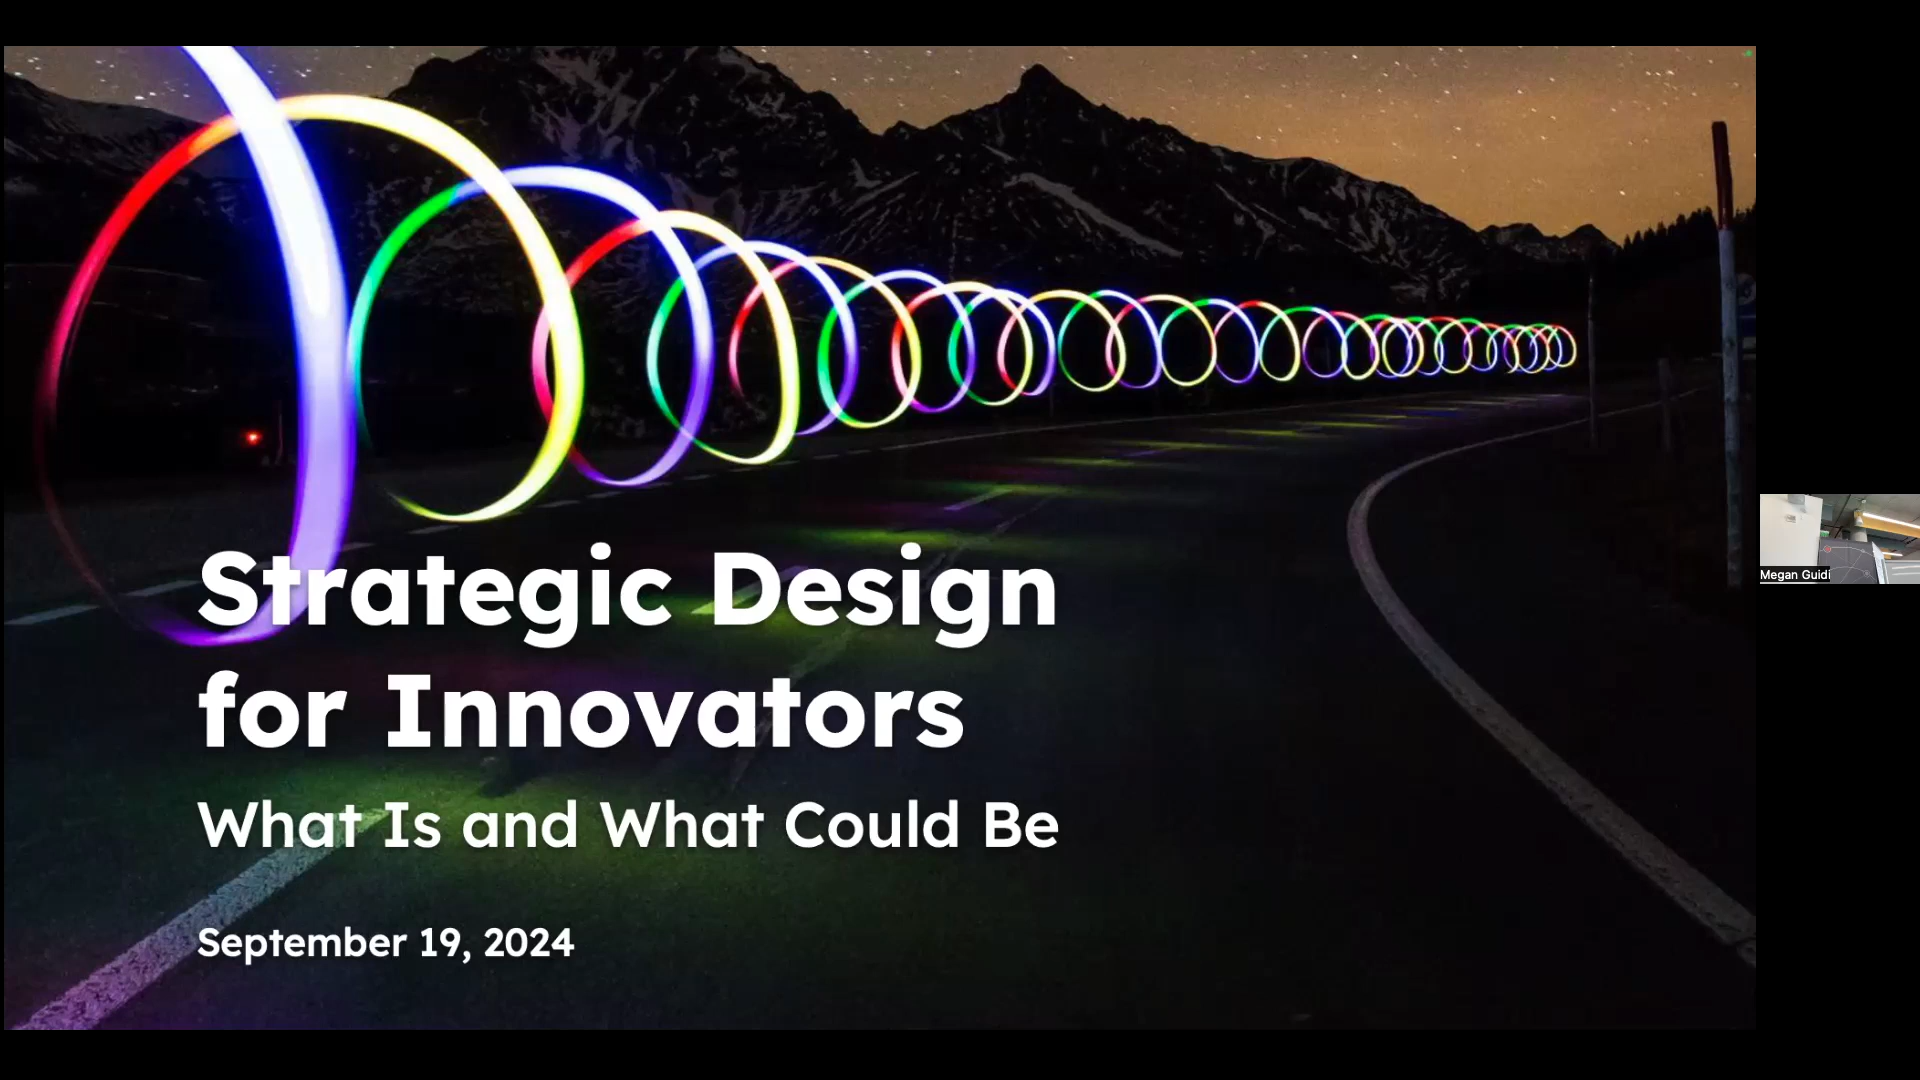 Strategic Design
for Innovators
What Is and What Could Be
September 19, 2024
Megan Guidi